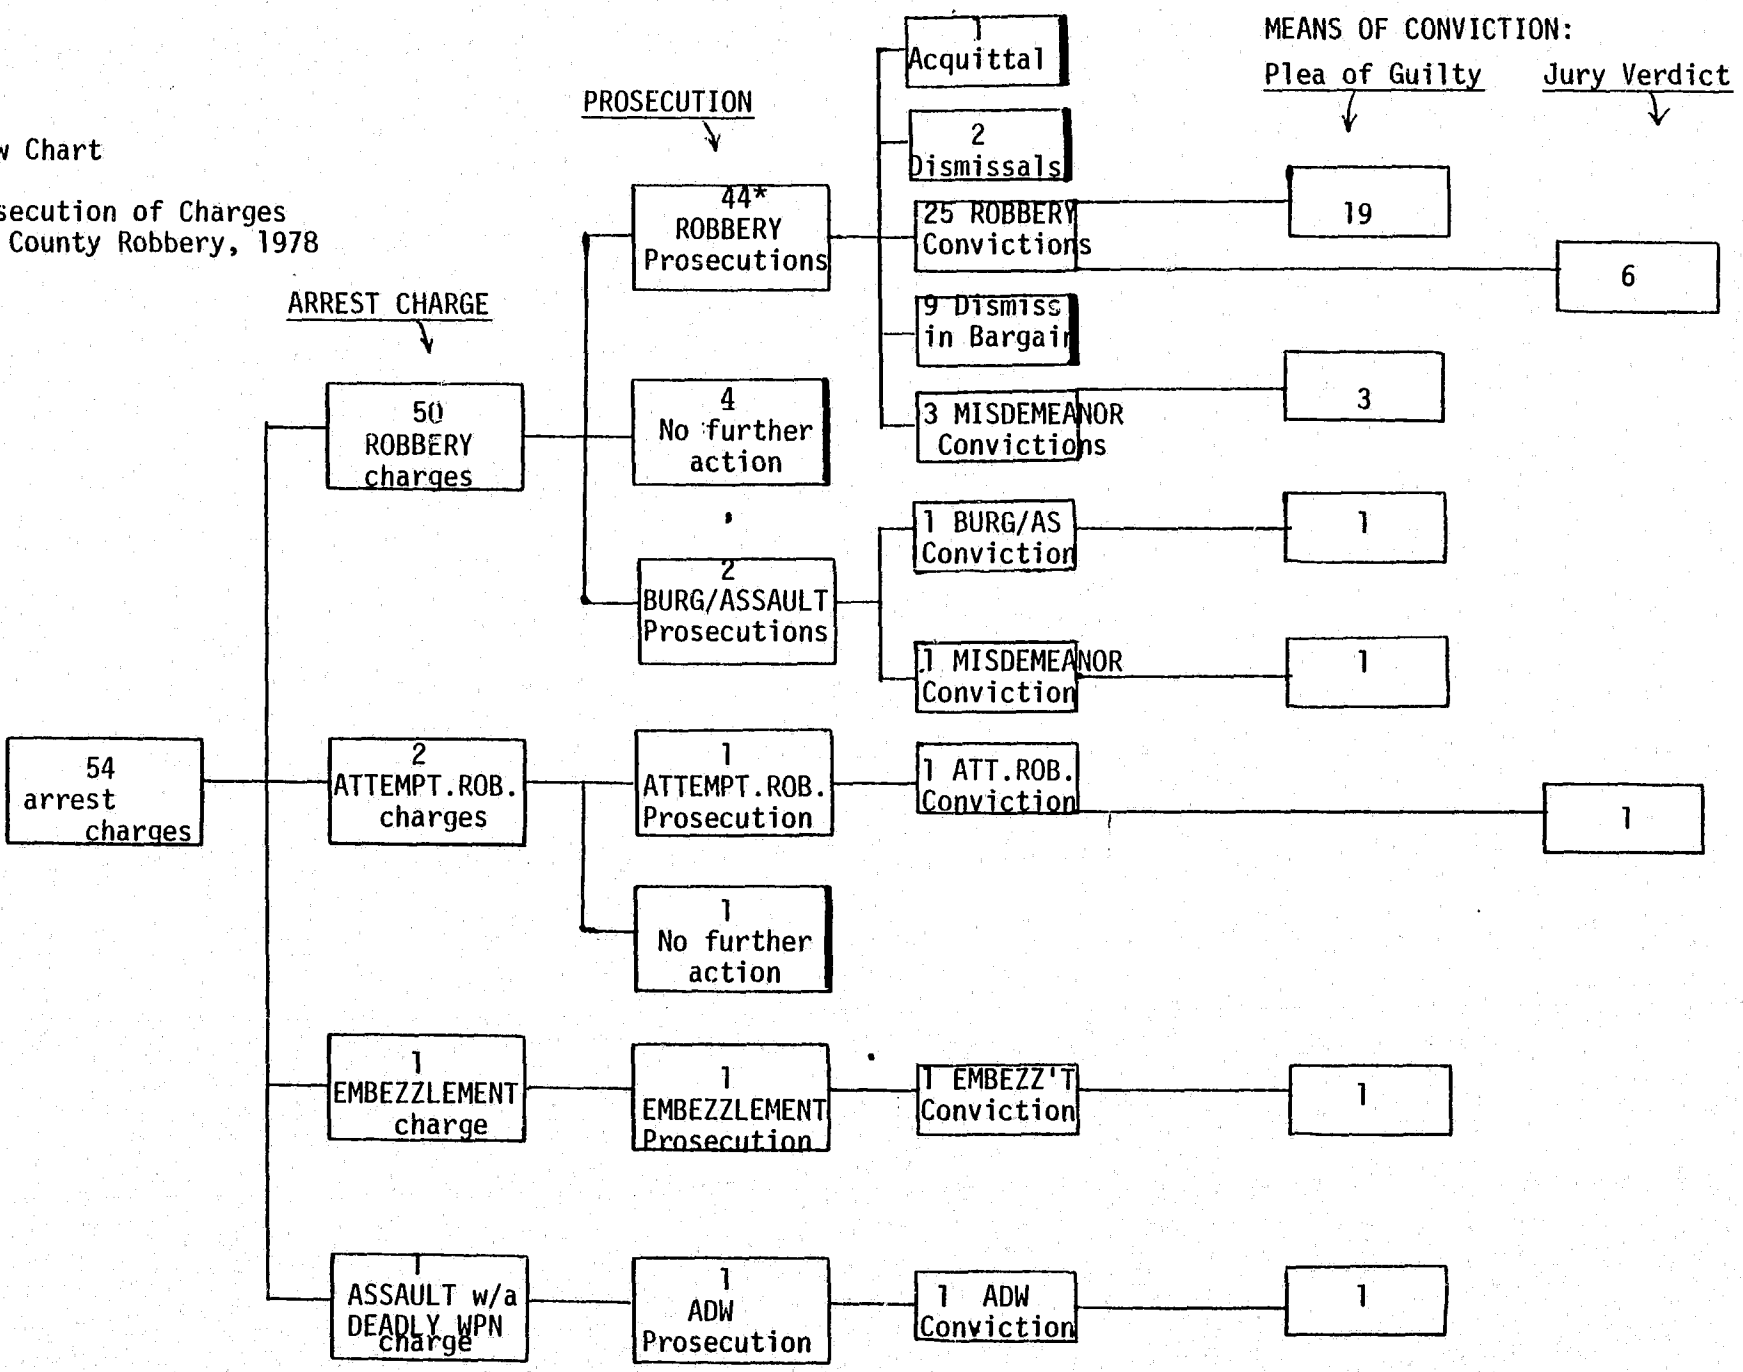 w Chart
secution of Charges
County Robbery, 1978
ARREST CHARGE
PROSECUTION
MEANS OF CONVICTION:
Plea of Guilty
Jury Verdict
54
arrest
charges
50
ROBBERY
charges
44*
ROBBERY
Prosecutions
1
Acquittal
2
Dismissals
25 ROBBERY
Convictions
19
6
9 Dismiss
in Bargain
3 MISDEMEANOR
Convictions
3
4
No further
action
2
BURG/ASSAULT
Prosecutions
1 BURG/AS
Conviction
1
1 MISDEMEANOR
Conviction
1
2
ATTEMPT.ROB.
charges
1
ATTEMPT.ROB.
Prosecution
1 ATT.ROB.
Conviction
1
1
No further
action
1
EMBEZZLEMENT
charge
1
EMBEZZLEMENT
Prosecution
1 EMBEZZ'T
Conviction
1
1
ASSAULT w/a
DEADLY WPN
charge
1
ADW
Prosecution
1 ADW
Conviction
1